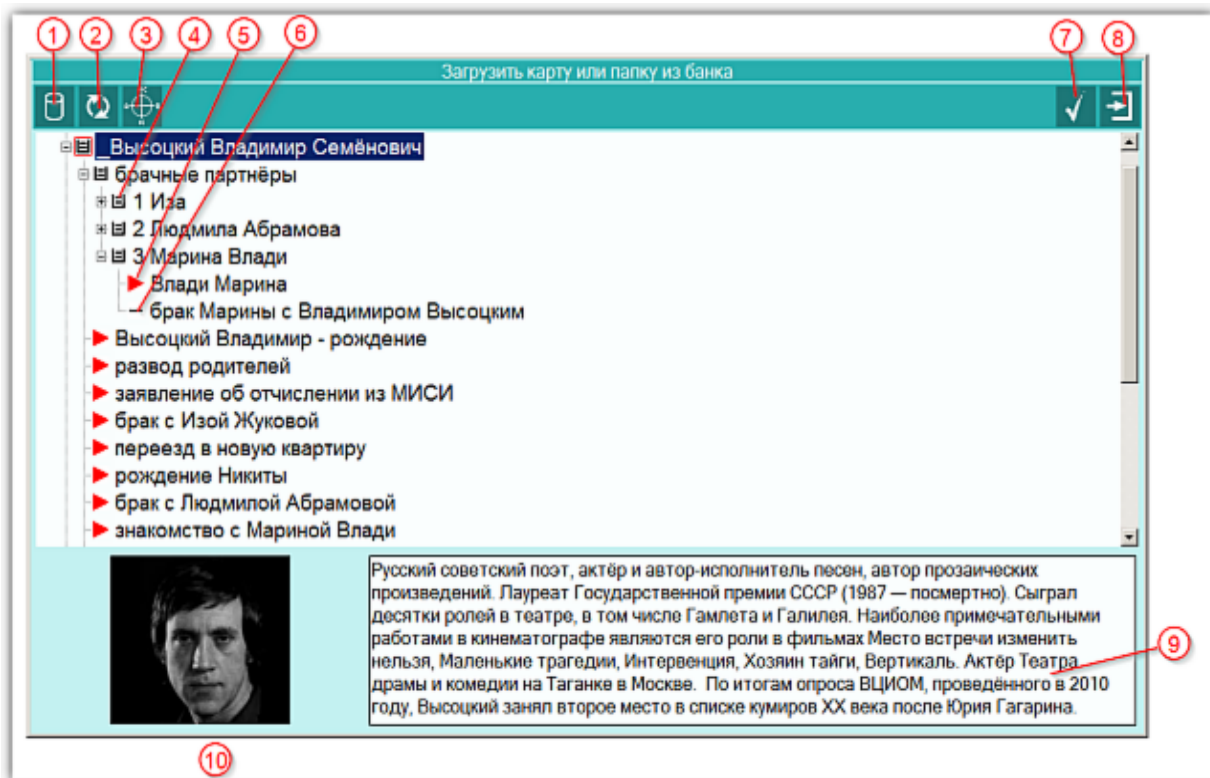 1 2 3 4 5 6 7 8
Загрузить карту или папку из банка
_Высоцкий Владимир Семёнович
брачные партнёры
1 Иза
2 Людмила Абрамова
3 Марина Влади
Влади Марина
брак Марины с Владимиром Высоцким
Высоцкий Владимир - рождение
развод родителей
заявление об отчислении из МИСИ
брак с Изой Жуковой
переезд в новую квартиру
рождение Никиты
брак с Людмилой Абрамовой
знакомство с Мариной Влади
Русский советский поэт, актёр и автор-исполнитель песен, автор прозаических
произведений. Лауреат Государственной премии СССР (1987 — посмертно). Сыграл
десятки ролей в театре, в том числе Гамлета и Галилея. Наиболее примечательными
работами в кинематографе являются его роли в фильмах Место встречи изменить
нельзя, Маленькие трагедии, Интервенция, Хозяин тайги, Вертикаль. Актёр Театра
драмы и комедии на Таганке в Москве. По итогам опроса ВЦИОМ, проведённого в 2010
году, Высоцкий занял второе место в списке кумиров XX века после Юрия Гагарина.
9
10